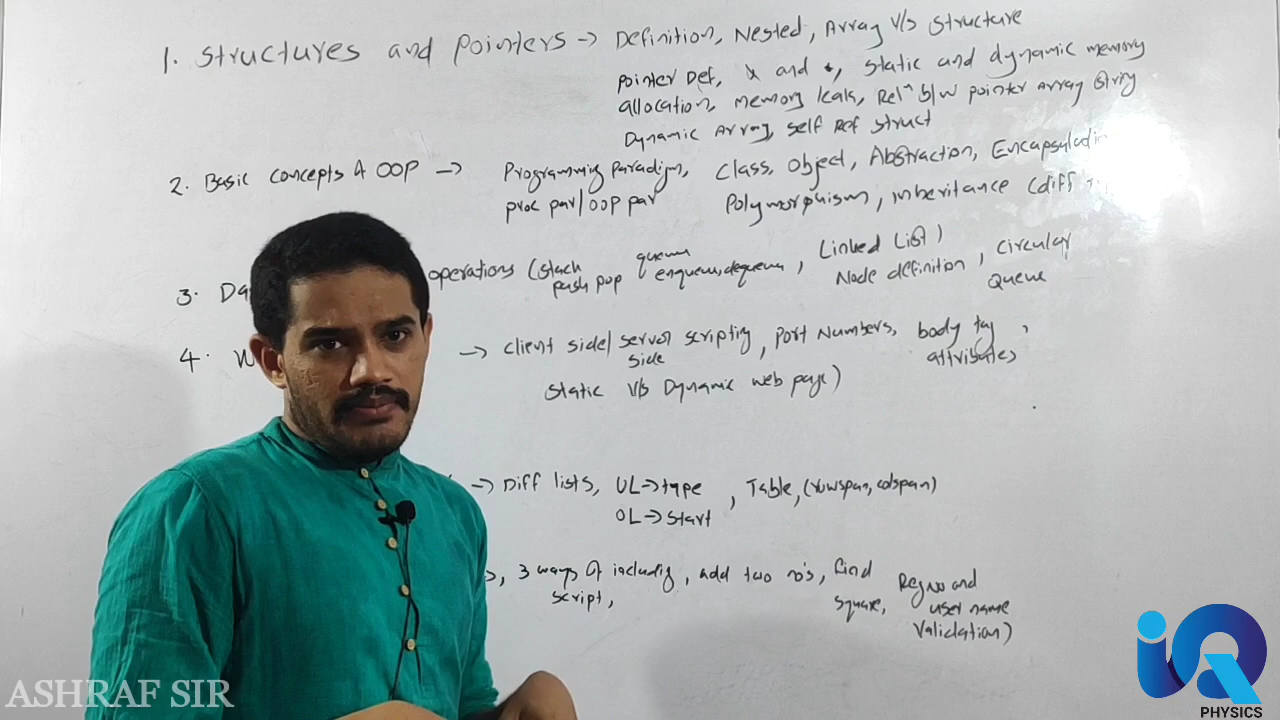 1. Structures and pointers -> Definition, Nested, Array v/s Structure
Pointer Def, & and *, static and dynamic memory
allocation, memory leak, Relⁿ b/w pointer Array String
Dynamic Array, self Ref struct
2. Basic concepts of OOP -> Programming Paradigm, Class, Object, Abstraction,
proc par/OOP par Polymorphism, inheritance (diff
3. operations (stack queue Linked List) circular
push pop enqueue, dequeue, Node definition, Queue
4. W -> client side/ server scripting, port Numbers, body tag,
side attributes
static v/s Dynamic web page)
-> Diff lists, UL->type, Table, (rowspan, colspan)
OL->start
, 3 ways of including, add two no's, find Regno and
script, square, user name
validation)
ASHRAF SIR
iQ
PHYSICS